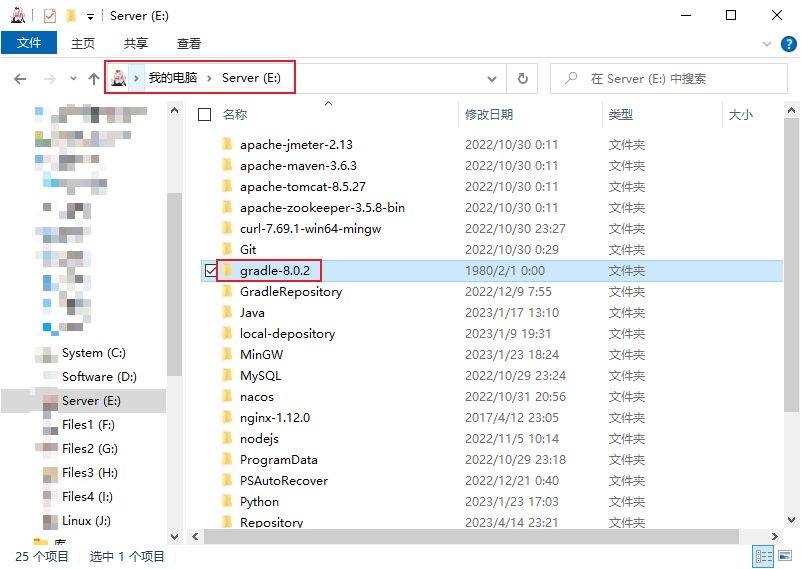 Server (E:)
文件 主页 共享 查看
我的电脑 Server (E:) 在 Server (E:) 中搜索
名称 修改日期 类型 大小
apache-jmeter-2.13 2022/10/30 0:11 文件夹
apache-maven-3.6.3 2022/10/30 0:11 文件夹
apache-tomcat-8.5.27 2022/10/30 0:11 文件夹
apache-zookeeper-3.5.8-bin 2022/10/30 0:11 文件夹
curl-7.69.1-win64-mingw 2022/10/30 23:27 文件夹
Git 2022/10/30 0:29 文件夹
gradle-8.0.2 1980/2/1 0:00 文件夹
GradleRepository 2022/12/9 7:55 文件夹
Java 2023/1/17 13:10 文件夹
local-depository 2023/1/9 19:31 文件夹
MinGW 2023/1/23 18:24 文件夹
MySQL 2022/10/29 23:24 文件夹
nacos 2022/10/31 20:56 文件夹
nginx-1.12.0 2017/4/12 23:05 文件夹
nodejs 2022/11/5 10:14 文件夹
ProgramData 2022/10/29 23:18 文件夹
PSAutoRecover 2022/12/21 0:40 文件夹
Python 2023/1/23 17:03 文件夹
Repository 2023/4/14 23:21 文件夹
System (C:)
Software (D:)
Server (E:)
Files1 (F:)
Files2 (G:)
Files3 (H:)
Files4 (I:)
Linux (J:)
库
25 个项目 选中 1 个项目